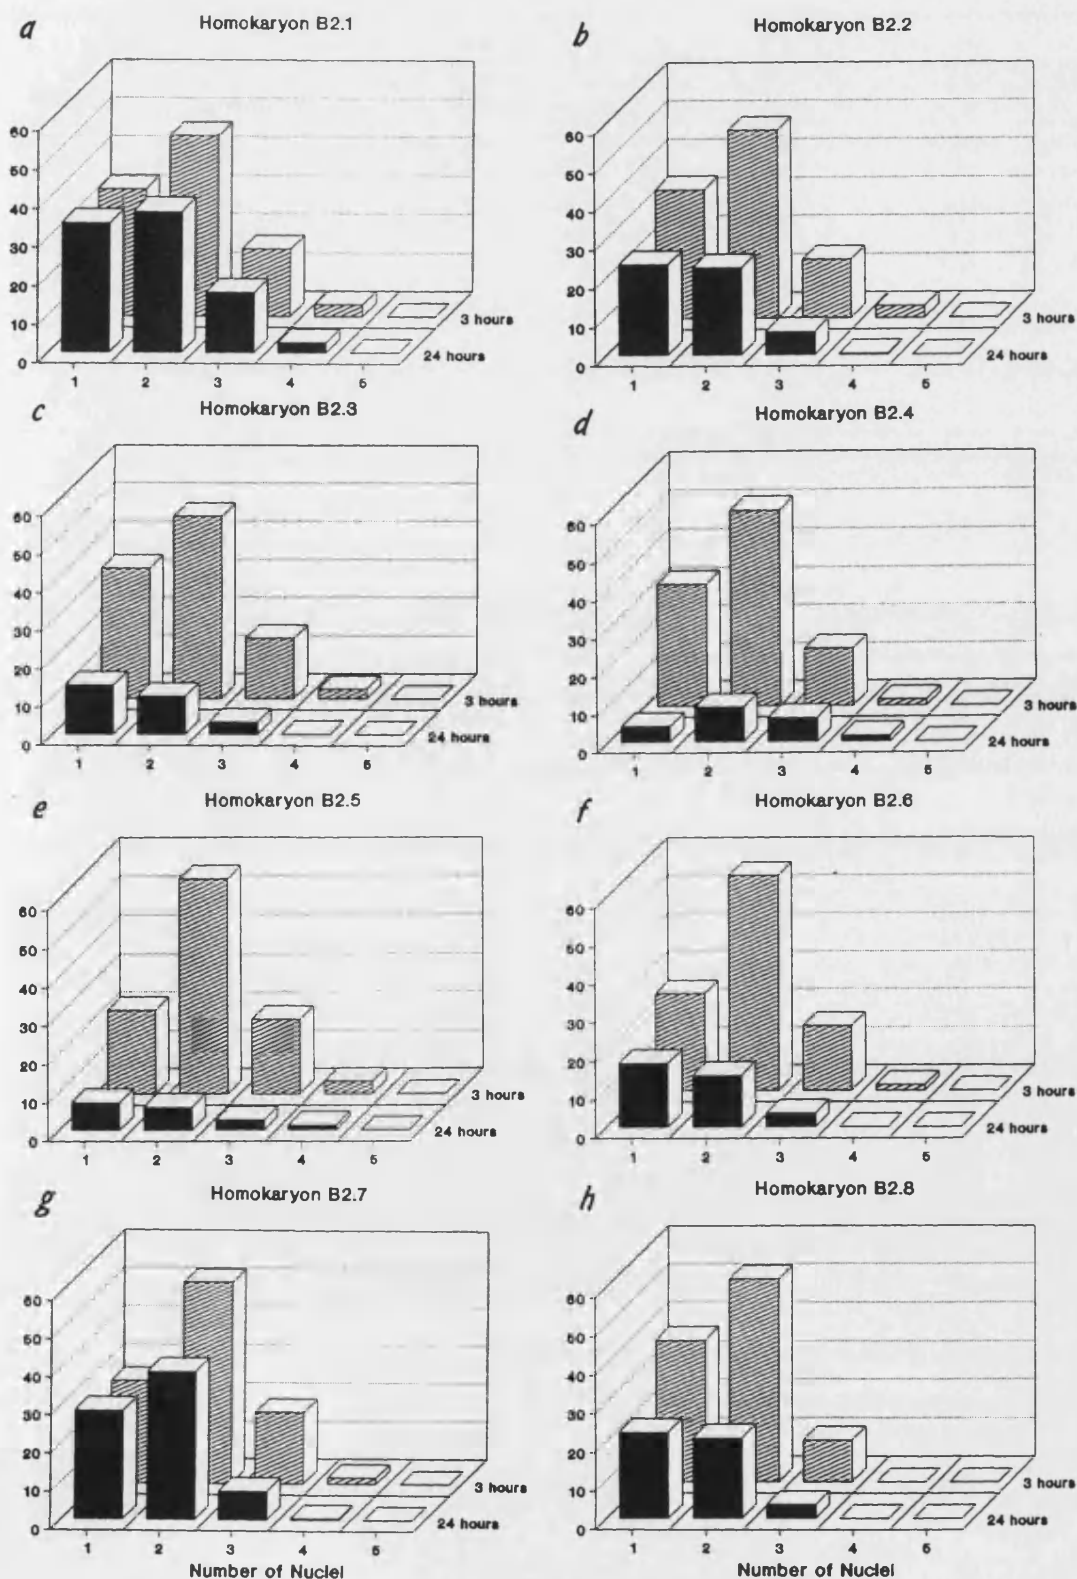 a
Homokaryon B2.1
60
50
40
30
20
10
0
1 2 3 4 5
3 hours
24 hours
b
Homokaryon B2.2
60
50
40
30
20
10
0
1 2 3 4 5
3 hours
24 hours
c
Homokaryon B2.3
60
50
40
30
20
10
0
1 2 3 4 5
3 hours
24 hours
d
Homokaryon B2.4
60
50
40
30
20
10
0
1 2 3 4 5
3 hours
24 hours
e
Homokaryon B2.5
60
50
40
30
20
10
0
1 2 3 4 5
3 hours
24 hours
f
Homokaryon B2.6
60
50
40
30
20
10
0
1 2 3 4 5
3 hours
24 hours
g
Homokaryon B2.7
60
50
40
30
20
10
0
1 2 3 4 5
3 hours
24 hours
Number of Nuclei
h
Homokaryon B2.8
60
50
40
30
20
10
0
1 2 3 4 5
3 hours
24 hours
Number of Nuclei